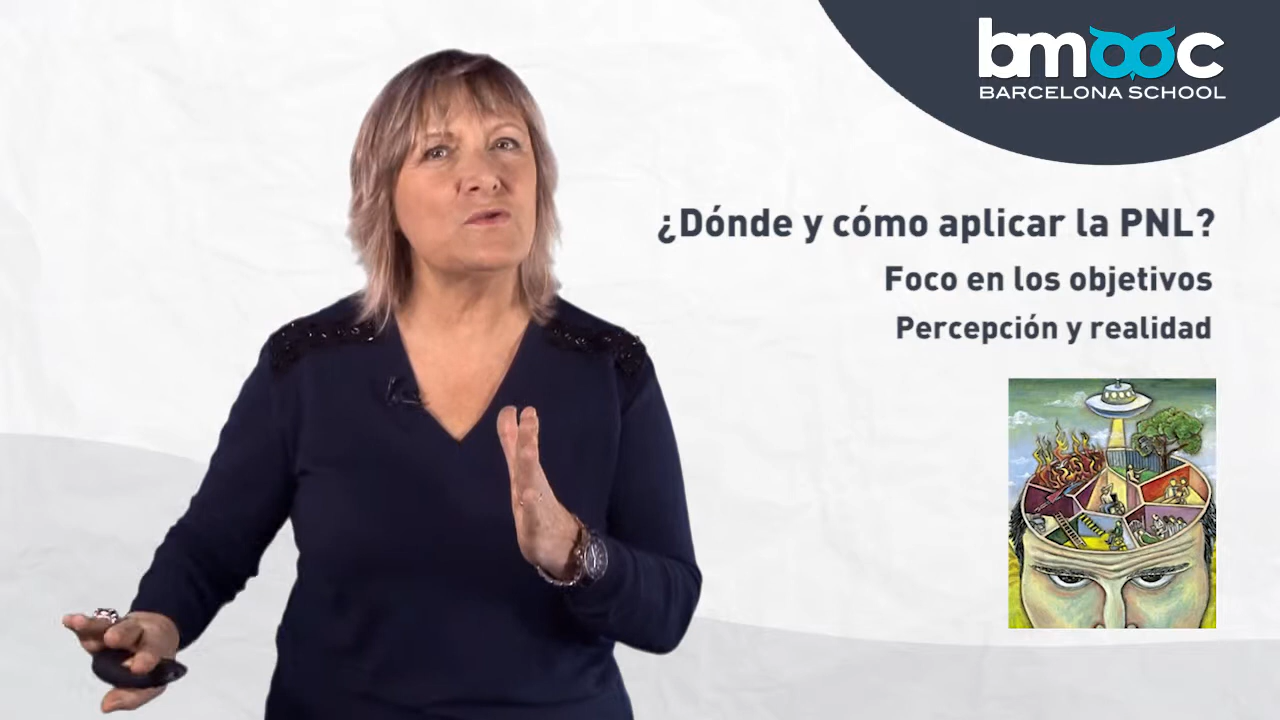 bmooc
BARCELONA SCHOOL
¿Dónde y cómo aplicar la PNL?
Foco en los objetivos
Percepción y realidad